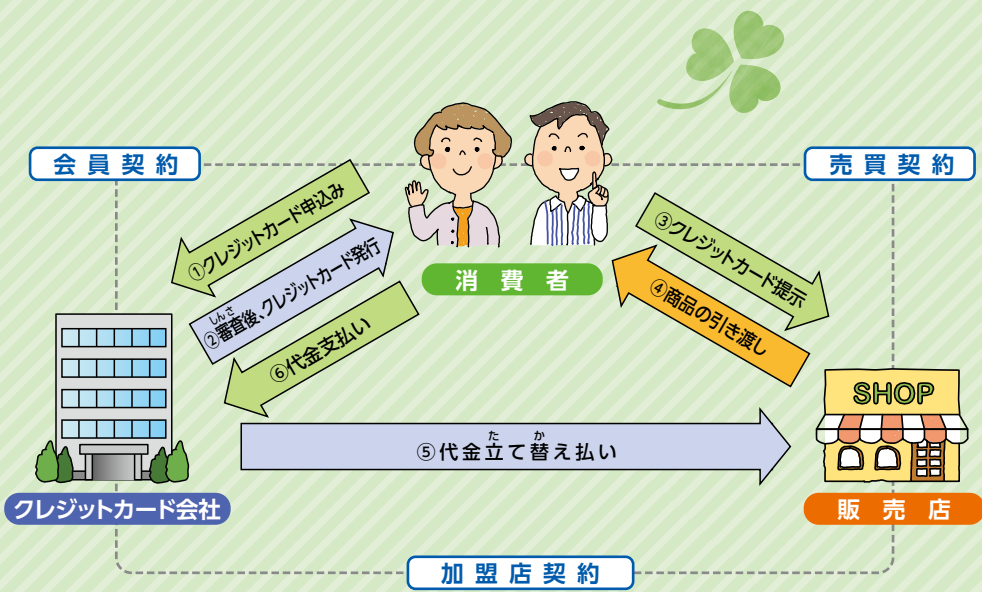 会員契約
売買契約
①クレジットカード申込み
②審査後、クレジットカード発行
しんさ
⑥代金支払い
消費者
③クレジットカード提示
④商品の引き渡し
SHOP
⑤代金立て替え払い
た
か
クレジットカード会社
販売店
加盟店契約